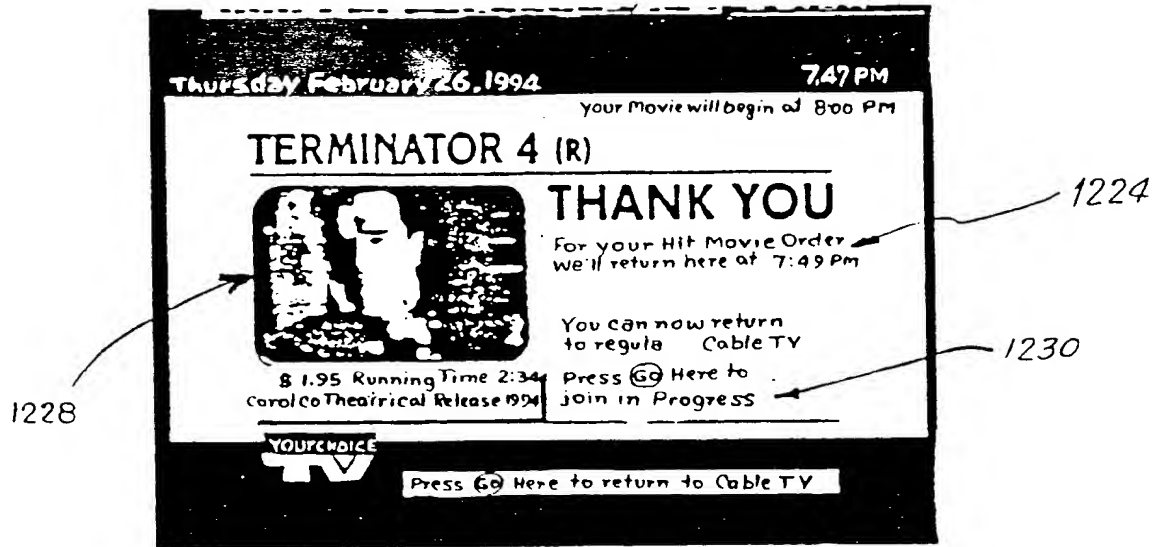 Thursday February 26, 1994
7,47 PM
Your Movie will begin at 8:00 PM
TERMINATOR 4 (R)
THANK YOU
For your Hit Movie Order
We'll return here at 7:49 PM
You can now return
to regula Cable TV
$ 1.95 Running Time 2:34
Carolco Theatrical Release 1994
Press Go Here to
join in Progress
YOUR CHOICE
TV
Press Go Here to return to Cable TV
1224
1228
1230